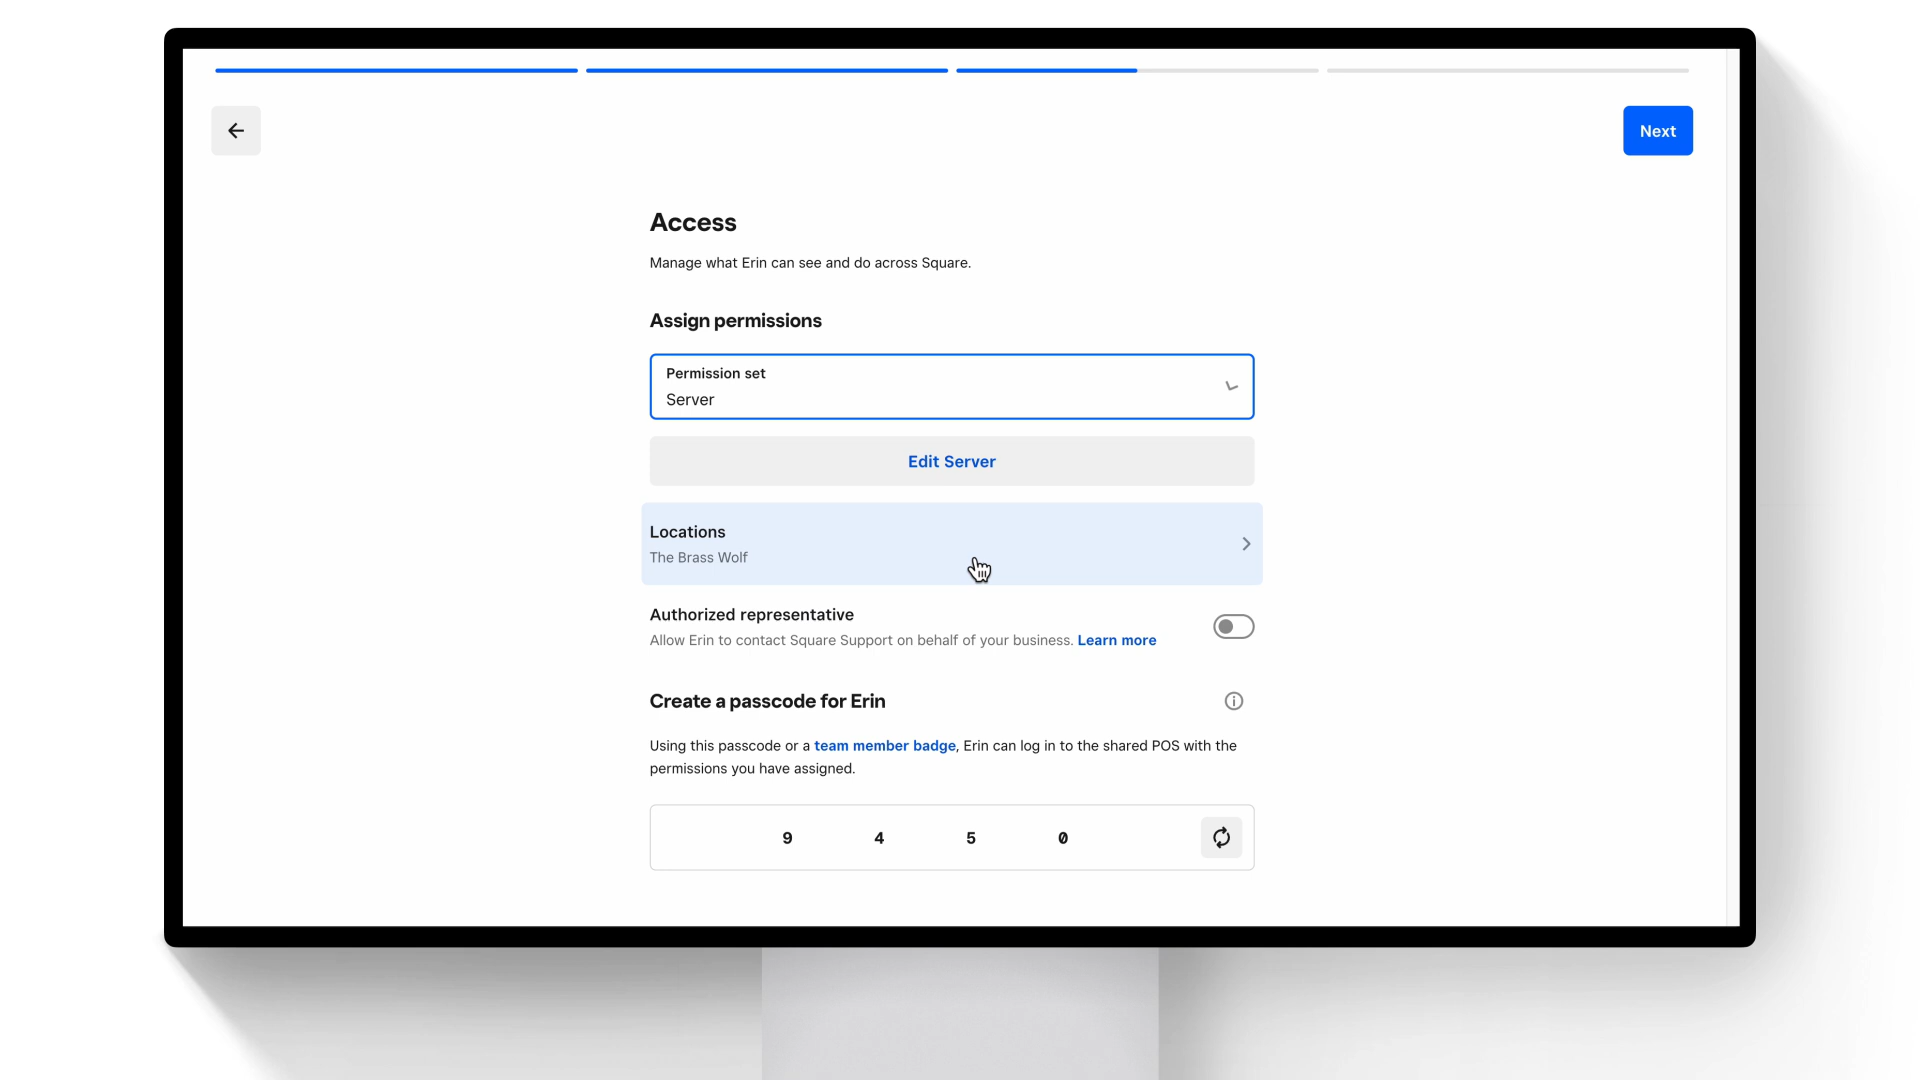 Next
Access
Manage what Erin can see and do across Square.
Assign permissions
Permission set
Server
Edit Server
Locations
The Brass Wolf
Authorized representative
Allow Erin to contact Square Support on behalf of your business. Learn more
Create a passcode for Erin
Using this passcode or a team member badge, Erin can log in to the shared POS with the
permissions you have assigned.
9 4 5 0